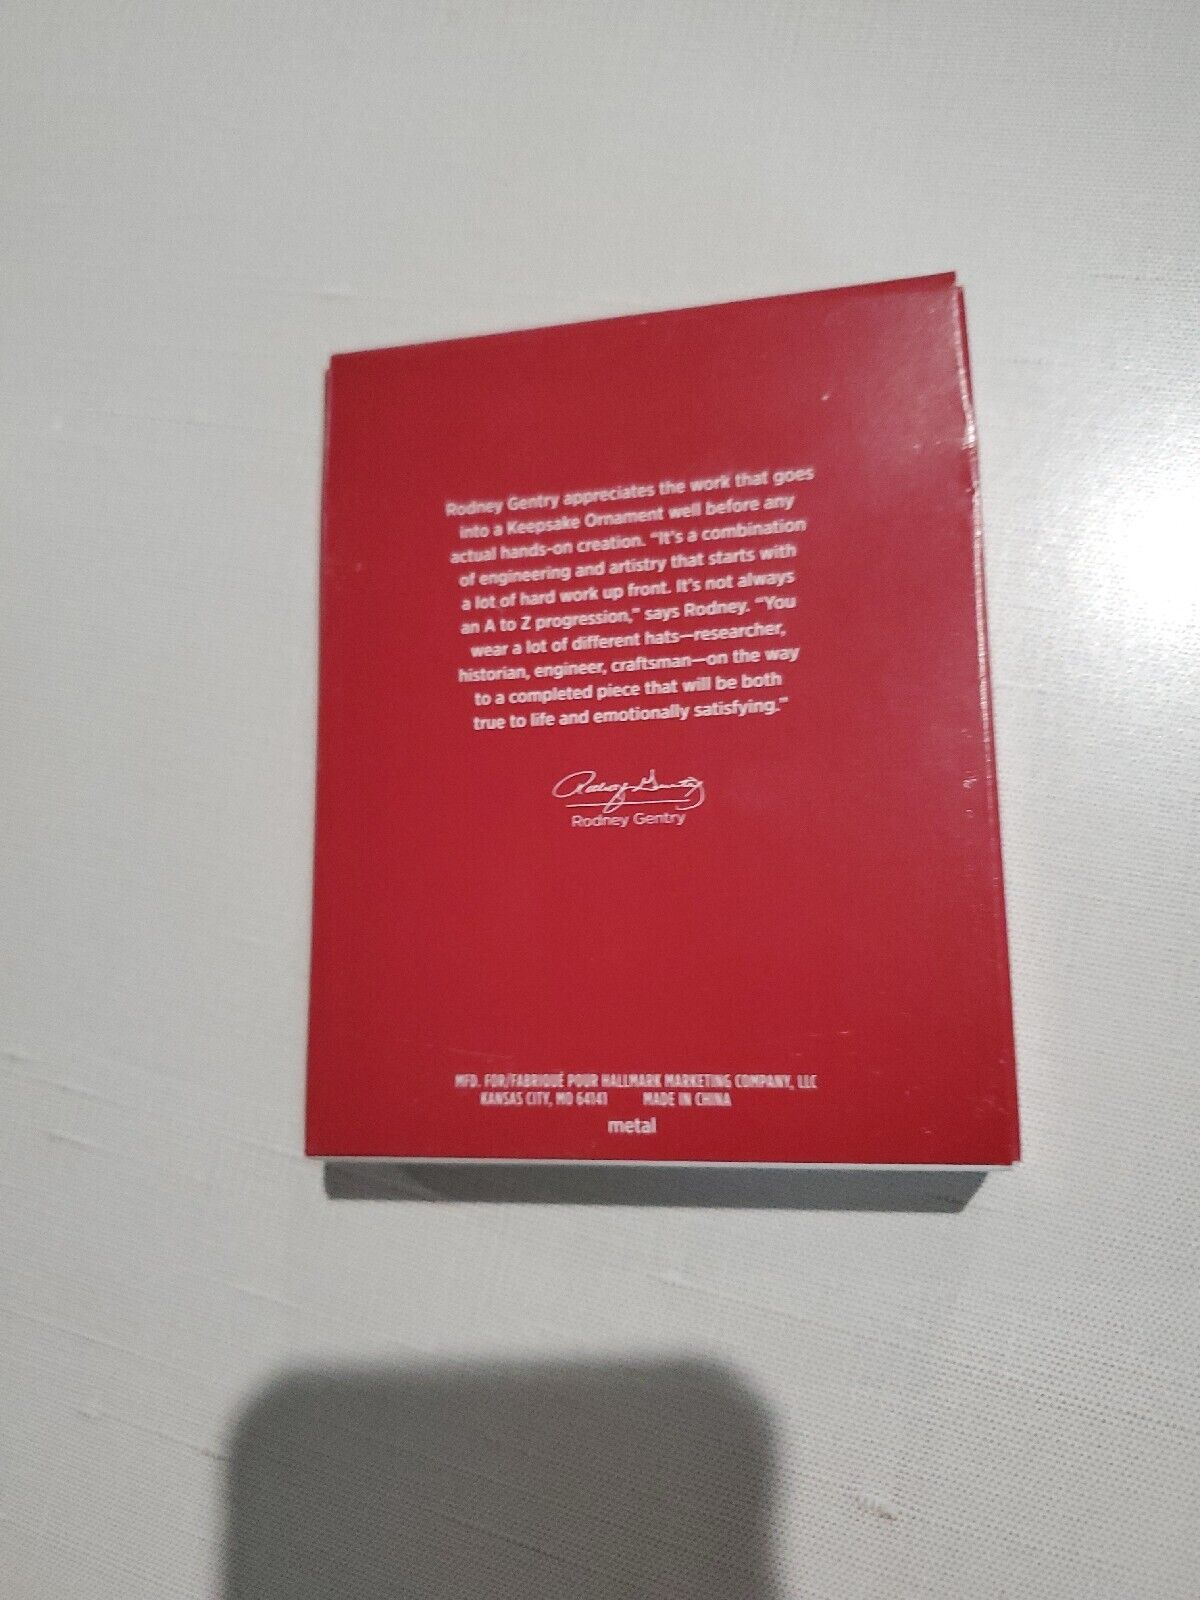 Rodney Gentry appreciates the work that goes
into a Keepsake Ornament well before any
actual hands-on creation. "It's a combination
of engineering and artistry that starts with
a lot of hard work up front. It's not always
an A to Z progression," says Rodney. "You
wear a lot of different hats—researcher,
historian, engineer, craftsman—on the way
to a completed piece that will be both
true to life and emotionally satisfying."
Rodney Gentry
Rodney Gentry
MFD. FOR/FABRIQUÉ POUR HALLMARK MARKETING COMPANY, LLC
KANSAS CITY, MO 64141 MADE IN CHINA
metal